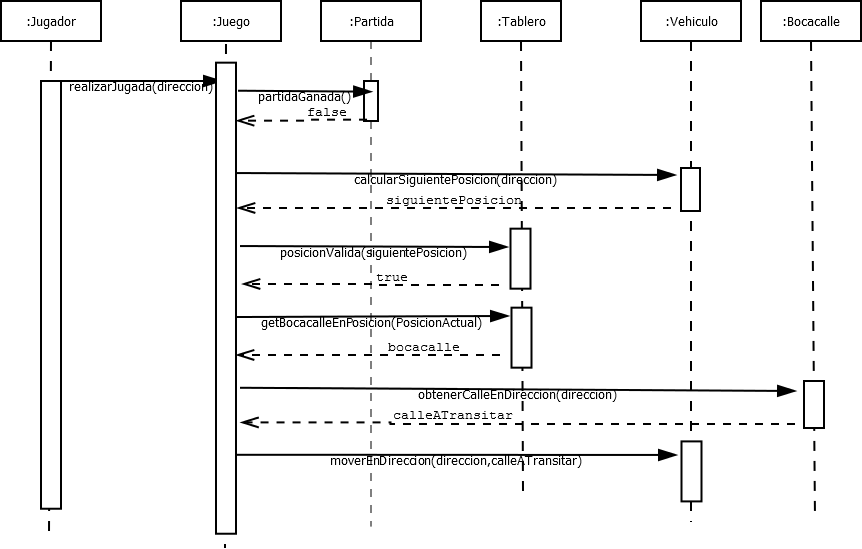 :Jugador :Juego :Partida :Tablero :Vehiculo :Bocacalle
realizarJugada(direccion)
partidaGanada()
false
calcularSiguientePosicion(direccion)
siguientePosicion
posicionValida(siguientePosicion)
true
getBocacalleEnPosicion(PosicionActual)
bocacalle
obtenerCalleEnDireccion(direccion)
calleATransitar
moverEnDireccion(direccion,calleATransitar)